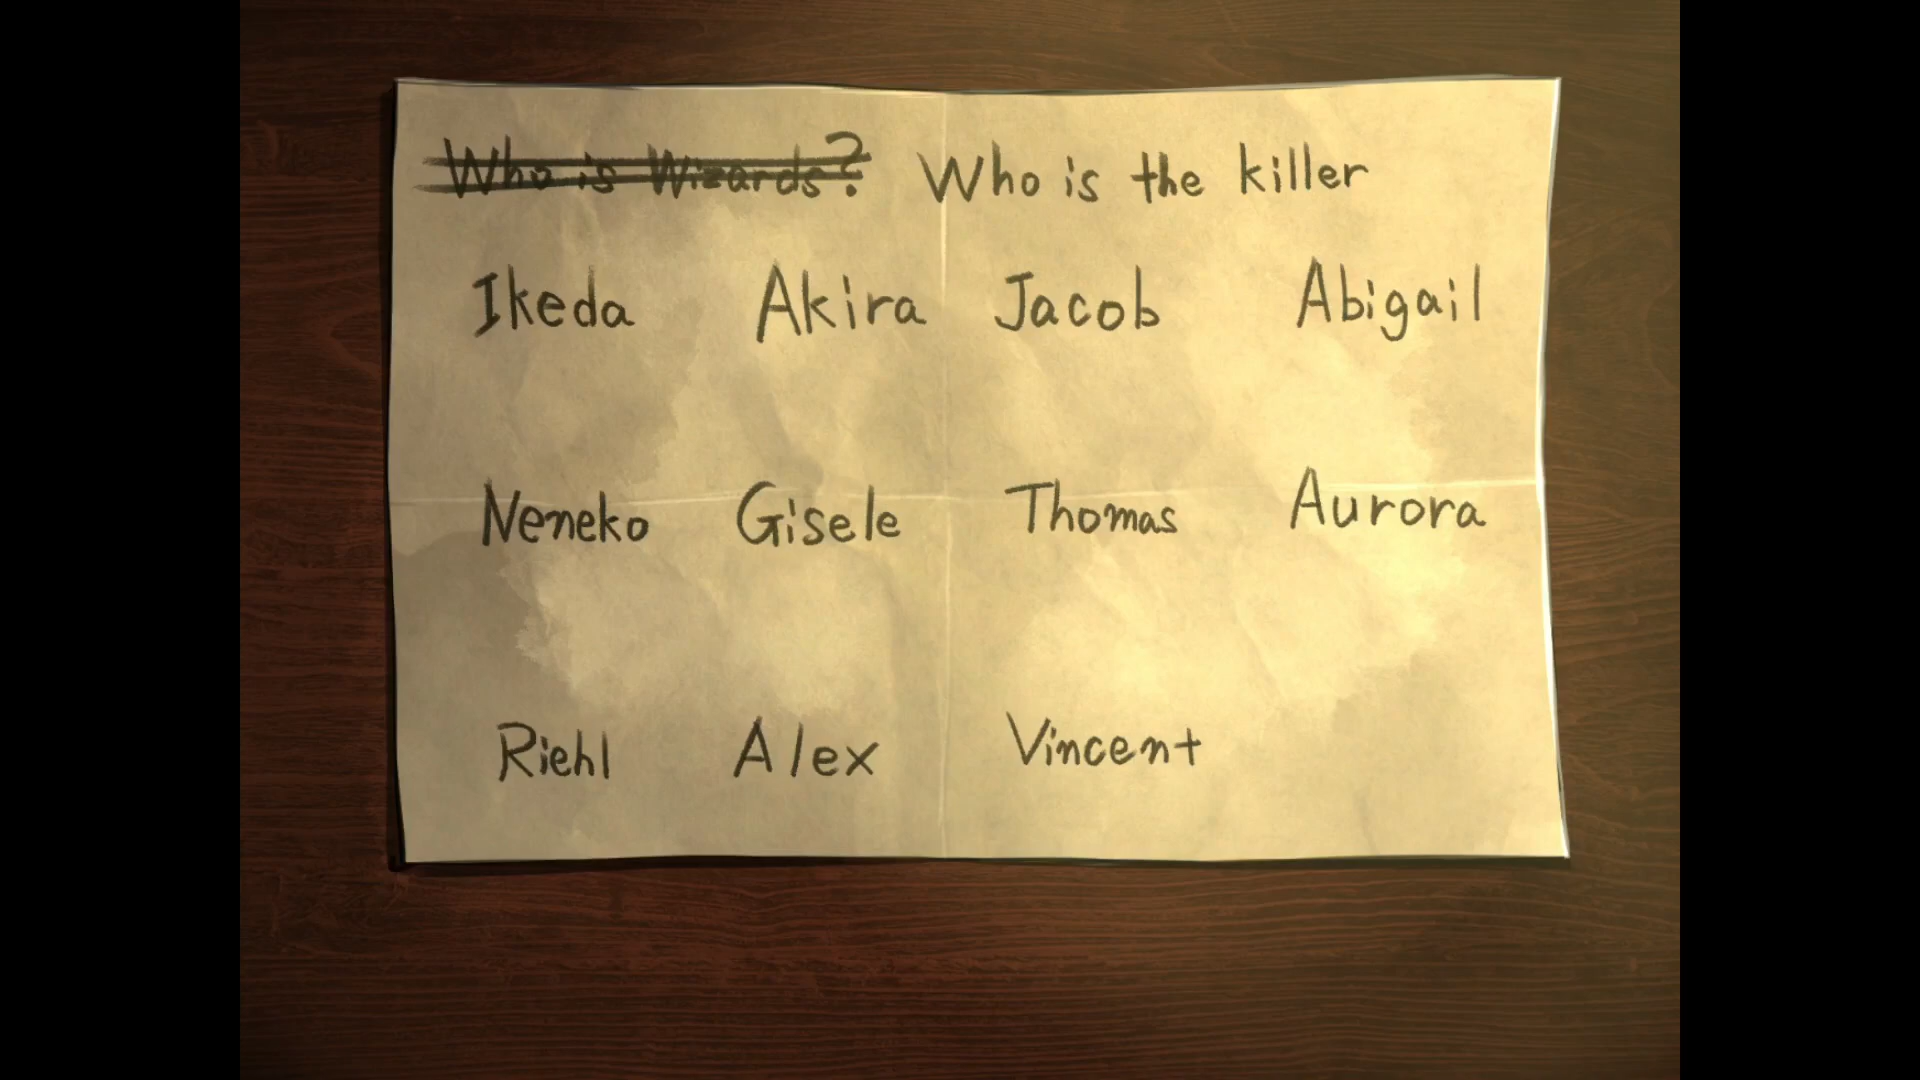 Who is Wizards? Who is the killer
Ikeda Akira Jacob Abigail
Neneko Gisele Thomas Aurora
Riehl Alex Vincent